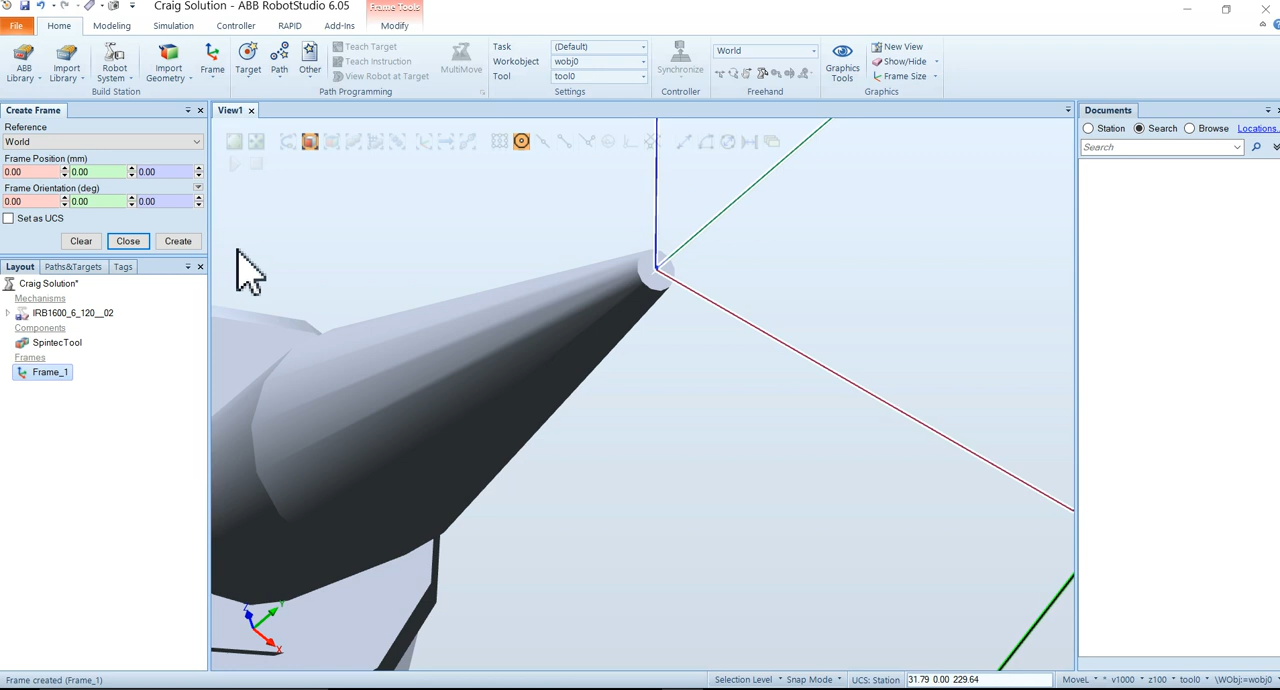 Craig Solution - ABB RobotStudio 6.05
Frame Tools
File Home Modeling Simulation Controller RAPID Add-Ins Modify
ABB Library
Import Library
Robot System
Import Geometry
Frame
Build Station
Target
Path
Other
Teach Target
Teach Instruction
View Robot at Target
MultiMove
Path Programming
Task (Default)
Workobject wobj0
Tool tool0
Settings
Synchronize
Controller
World
Freehand
Graphics Tools
New View
Show/Hide
Frame Size
Graphics
Create Frame
Reference
World
Frame Position (mm)
0.00 0.00 0.00
Frame Orientation (deg)
0.00 0.00 0.00
Set as UCS
Clear Close Create
Layout Paths&Targets Tags
Craig Solution*
Mechanisms
IRB1600_6_120__02
Components
SpintecTool
Frames
Frame_1
View1
X
Documents
Station Search Browse Locations..
Search
Frame created (Frame_1)
Selection Level Snap Mode UCS: Station 31.79 0.00 229.64 MoveL * v1000 z100 tool0 \WObj:=wobj0